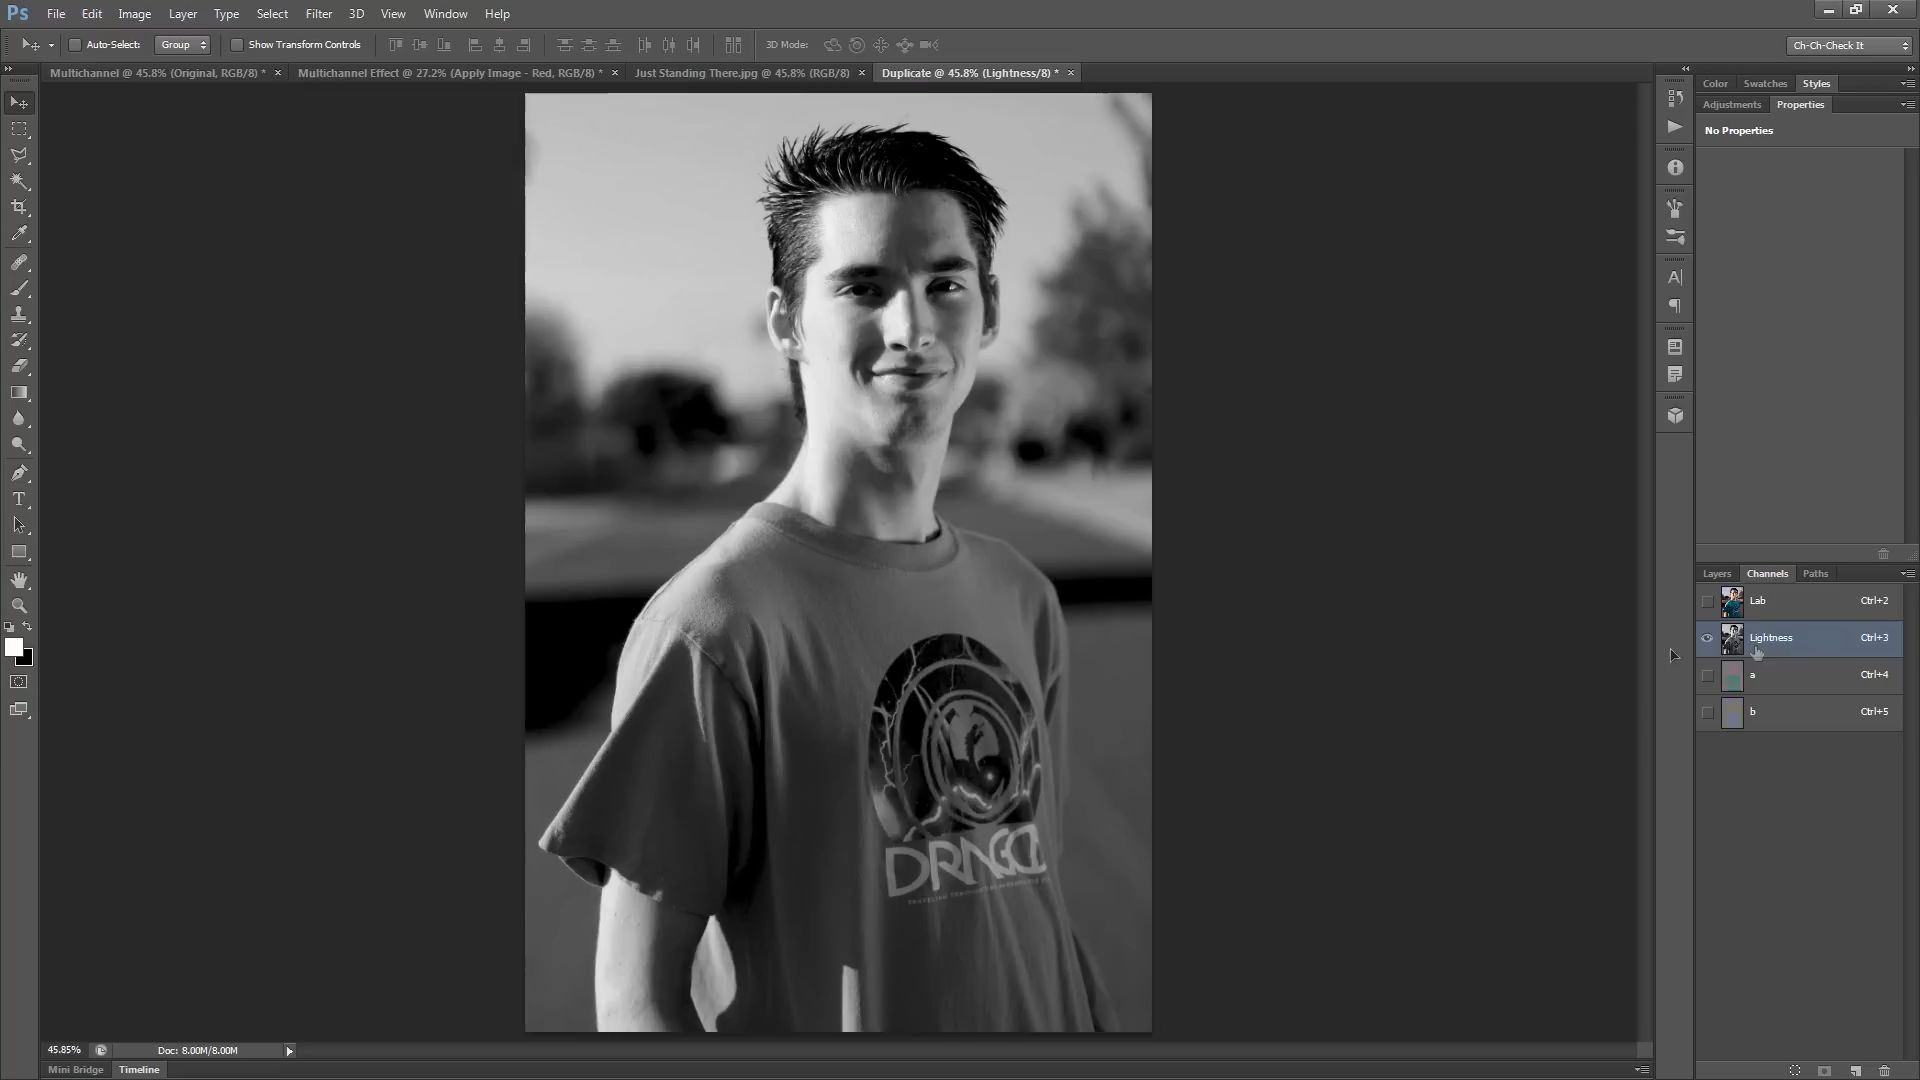 Ps File Edit Image Layer Type Select Filter 3D View Window Help
Auto-Select: Group Show Transform Controls 3D Mode: Ch-Ch-Check It
Multichannel @ 45.8% (Original, RGB/8) * × Multichannel Effect @ 27.2% (Apply Image - Red, RGB/8) * × Just Standing There.jpg @ 45.8% (RGB/8) × Duplicate @ 45.8% (Lightness/8) * ×
Color Swatches Styles
Adjustments Properties
No Properties
Layers Channels Paths
Lab Ctrl+2
Lightness Ctrl+3
a Ctrl+4
b Ctrl+5
DRAGO
45.85% Doc: 8.00M/8.00M
Mini Bridge Timeline